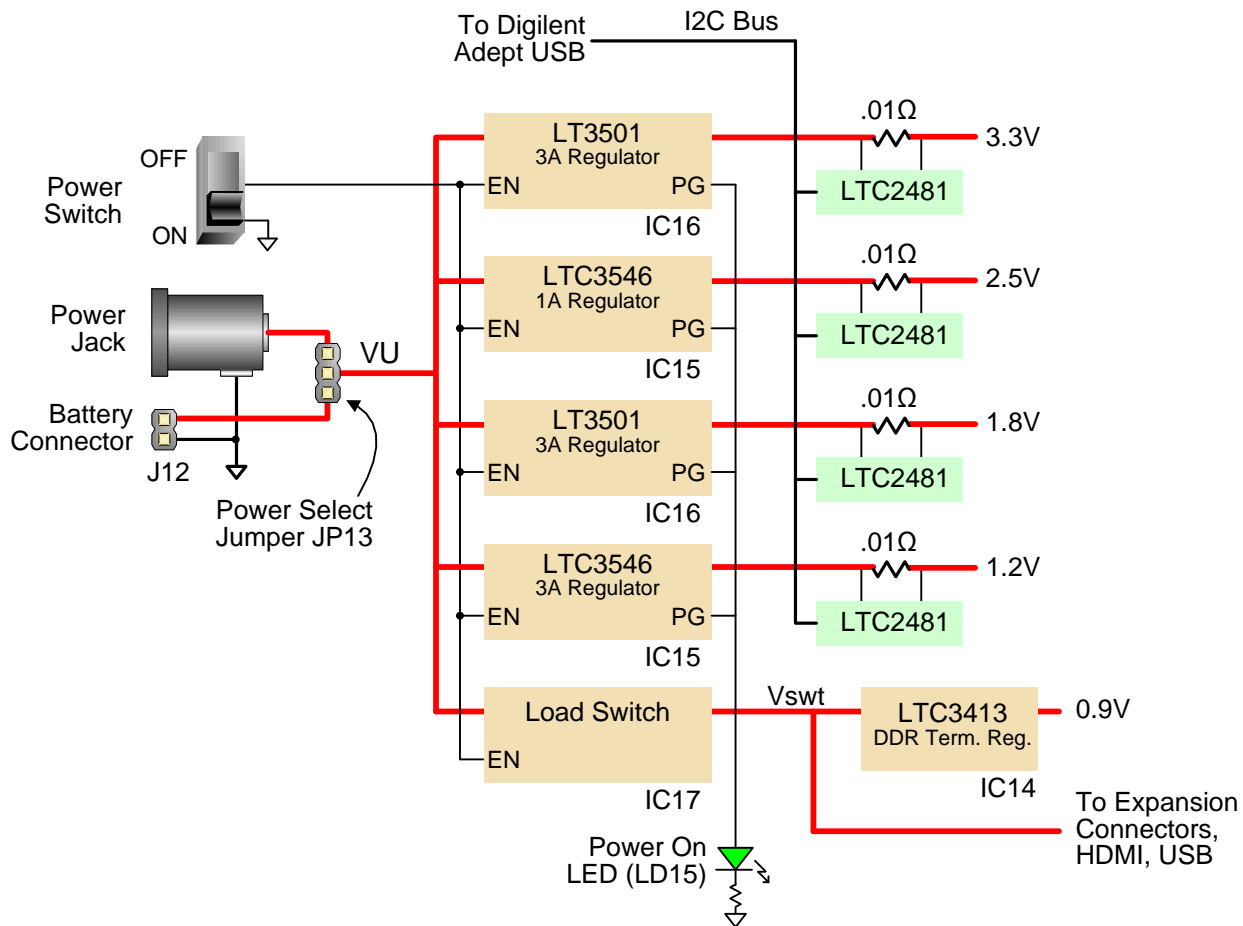 To Digilent
Adept USB
I2C Bus
OFF
Power
Switch
ON
Power
Jack
Battery
Connector
J12
VU
Power Select
Jumper JP13
LT3501
3A Regulator
EN
PG
IC16
.01Ω
3.3V
LTC2481
LTC3546
1A Regulator
EN
PG
IC15
.01Ω
2.5V
LTC2481
LT3501
3A Regulator
EN
PG
IC16
.01Ω
1.8V
LTC2481
LTC3546
3A Regulator
EN
PG
IC15
.01Ω
1.2V
LTC2481
Load Switch
EN
IC17
Vswt
LTC3413
DDR Term. Reg.
IC14
0.9V
To Expansion
Connectors,
HDMI, USB
Power On
LED (LD15)